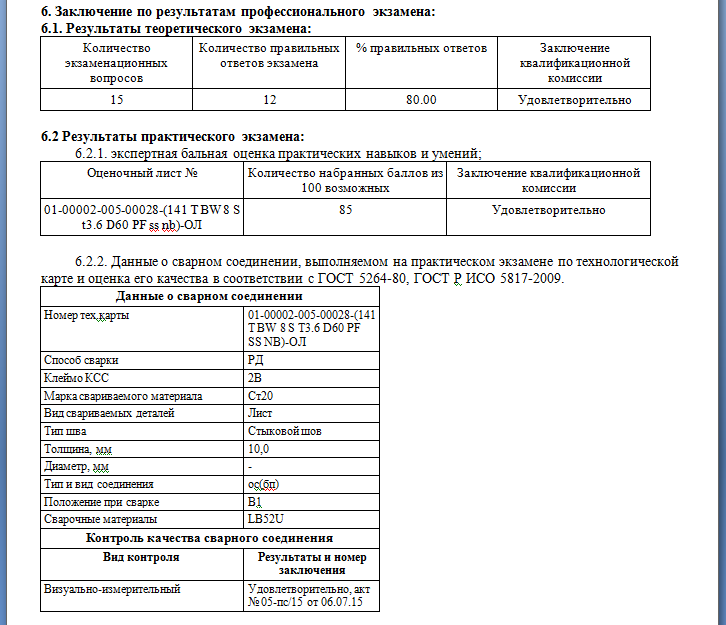 6. Заключение по результатам профессионального экзамена:
6.1. Результаты теоретического экзамена:
Количество экзаменационных вопросов
Количество правильных ответов экзамена
% правильных ответов
Заключение квалификационной комиссии
15
12
80.00
Удовлетворительно
6.2 Результаты практического экзамена:
6.2.1. экспертная бальная оценка практических навыков и умений;
Оценочный лист №
Количество набранных баллов из 100 возможных
Заключение квалификационной комиссии
01-00002-005-00028-(141 T BW 8 S t3.6 D60 PF ss nb)-ОЛ
85
Удовлетворительно
6.2.2. Данные о сварном соединении, выполняемом на практическом экзамене по технологической
карте и оценка его качества в соответствии с ГОСТ 5264-80, ГОСТ Р ИСО 5817-2009.
Данные о сварном соединении
Номер тех.карты
01-00002-005-00028-(141
T BW 8 S T3.6 D60 PF
SS NB)-ОЛ
Способ сварки
РД
Клеймо КСС
2В
Марка свариваемого материала
Ст20
Вид свариваемых деталей
Лист
Тип шва
Стыковой шов
Толщина, мм
10,0
Диаметр, мм
-
Тип и вид соединения
ос(бп)
Положение при сварке
В1
Сварочные материалы
LB52U
Контроль качества сварного соединения
Вид контроля
Результаты и номер
заключения
Визуально-измерительный
Удовлетворительно, акт
№05-пс/15 от 06.07.15